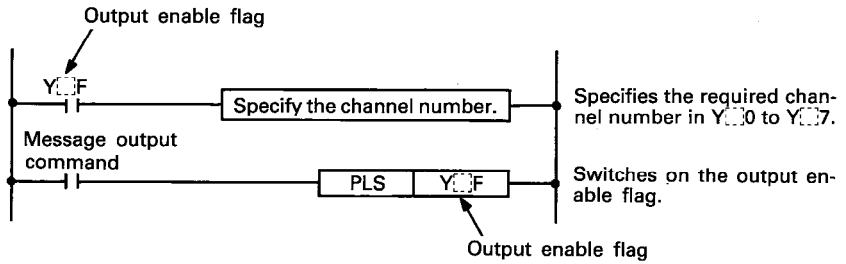 Output enable flag
Y⬚F
Specify the channel number.
Specifies the required chan-
nel number in Y⬚0 to Y⬚7.
Message output
command
PLS Y⬚F
Switches on the output en-
able flag.
Output enable flag